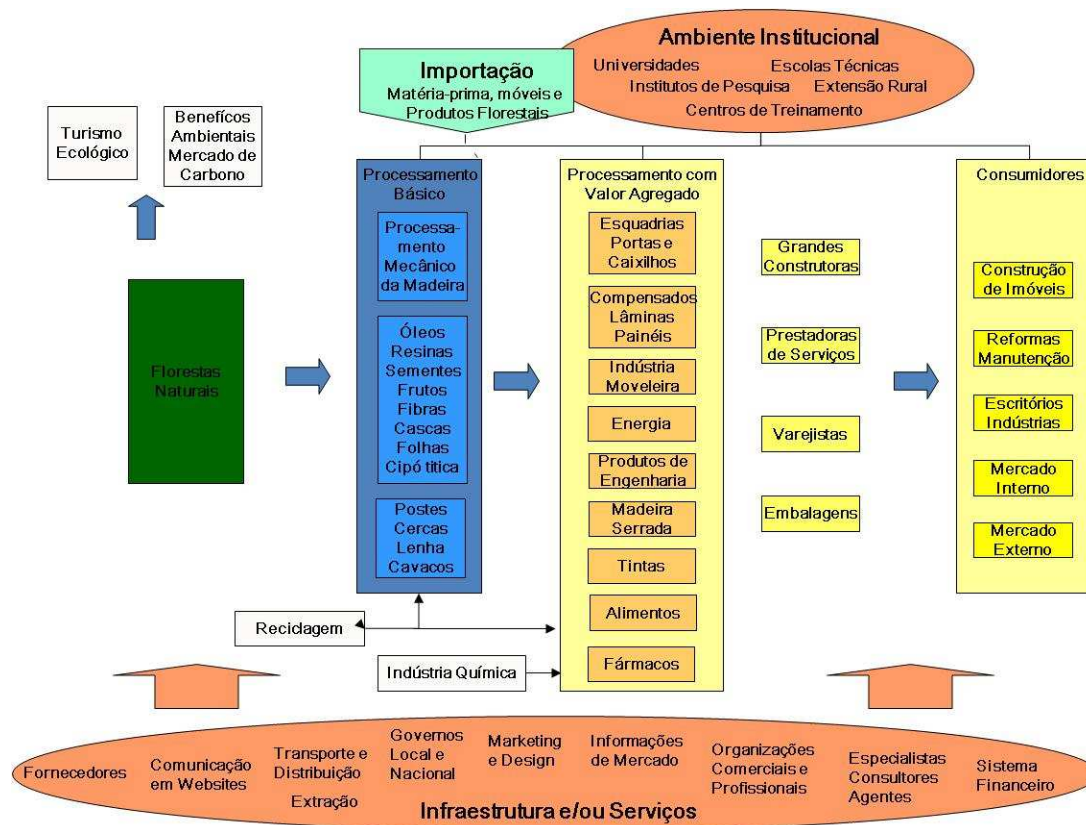 Ambiente Institucional
Universidades
Escolas Técnicas
Institutos de Pesquisa
Extensão Rural
Centros de Treinamento
Importação
Matéria-prima, móveis e
Produtos Florestais
Turismo
Ecológico
Benefícos
Ambientais
Mercado de
Carbono
Florestas
Naturais
Processamento
Básico
Processa-
mento
Mecânico
da Madeira
Óleos
Resinas
Sementes
Frutos
Fibras
Cascas
Folhas
Cipó titica
Postes
Cercas
Lenha
Cavacos
Processamento com
Valor Agregado
Esquadrias
Portas e
Caixilhos
Compensados
Lâminas
Painéis
Indústria
Moveleira
Energia
Produtos de
Engenharia
Madeira
Serrada
Tintas
Alimentos
Fármacos
Grandes
Construtoras
Prestadoras
de Serviços
Varejistas
Embalagens
Consumidores
Construção
de Imóveis
Reformas
Manutenção
Escritórios
Indústrias
Mercado
Interno
Mercado
Externo
Reciclagem
Indústria Química
Fornecedores
Comunicação
em Websites
Transporte e
Distribuição
Extração
Governos
Local e
Nacional
Marketing
e Design
Informações
de Mercado
Organizações
Comerciais e
Profissionais
Especialistas
Consultores
Agentes
Sistema
Financeiro
Infraestrutura e/ou Serviços